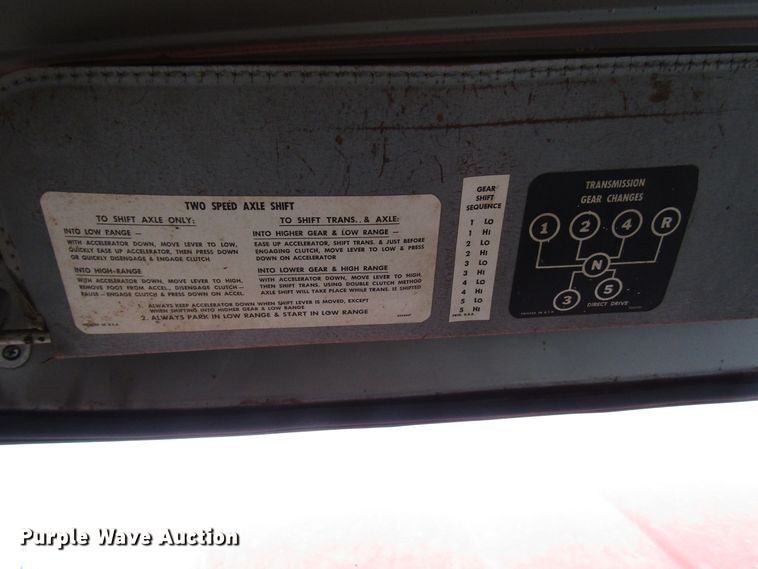 TWO SPEED AXLE SHIFT
TO SHIFT AXLE ONLY:
INTO LOW RANGE —
WITH ACCELERATOR DOWN, MOVE LEVER TO LOW,
QUICKLY EASE UP ACCELERATOR, THEN PRESS DOWN
OR QUICKLY DISENGAGE & ENGAGE CLUTCH
INTO HIGH-RANGE
WITH ACCELERATOR DOWN, MOVE LEVER TO HIGH,
REMOVE FOOT FROM ACCEL., DISENGAGE CLUTCH —
PAUSE — ENGAGE CLUTCH & PRESS DOWN ON ACCEL.
TO SHIFT TRANS. & AXLE:
INTO HIGHER GEAR & LOW RANGE —
EASE UP ACCELERATOR, SHIFT TRANS. & JUST BEFORE
ENGAGING CLUTCH, MOVE LEVER TO LOW & PRESS
DOWN ON ACCELERATOR
INTO LOWER GEAR & HIGH RANGE
WITH ACCELERATOR DOWN, MOVE LEVER TO HIGH,
THEN SHIFT TRANS. USING DOUBLE CLUTCH METHOD
AXLE SHIFT WILL TAKE PLACE WHILE TRANS. IS SHIFTED
1. ALWAYS KEEP ACCELERATOR DOWN WHEN SHIFT LEVER IS MOVED, EXCEPT
WHEN SHIFTING INTO HIGHER GEAR & LOW RANGE
2. ALWAYS PARK IN LOW RANGE & START IN LOW RANGE
PRINTED IN U.S.A.
GEAR
SHIFT
SEQUENCE
1 LO
1 HI
2 LO
2 HI
3 LO
3 HI
4 LO
4 HI
5 LO
5 HI
TRANSMISSION
GEAR CHANGES
1 2 4 R
N
3 5
DIRECT DRIVE
PRINTED IN U.S.A.
Purple Wave Auction